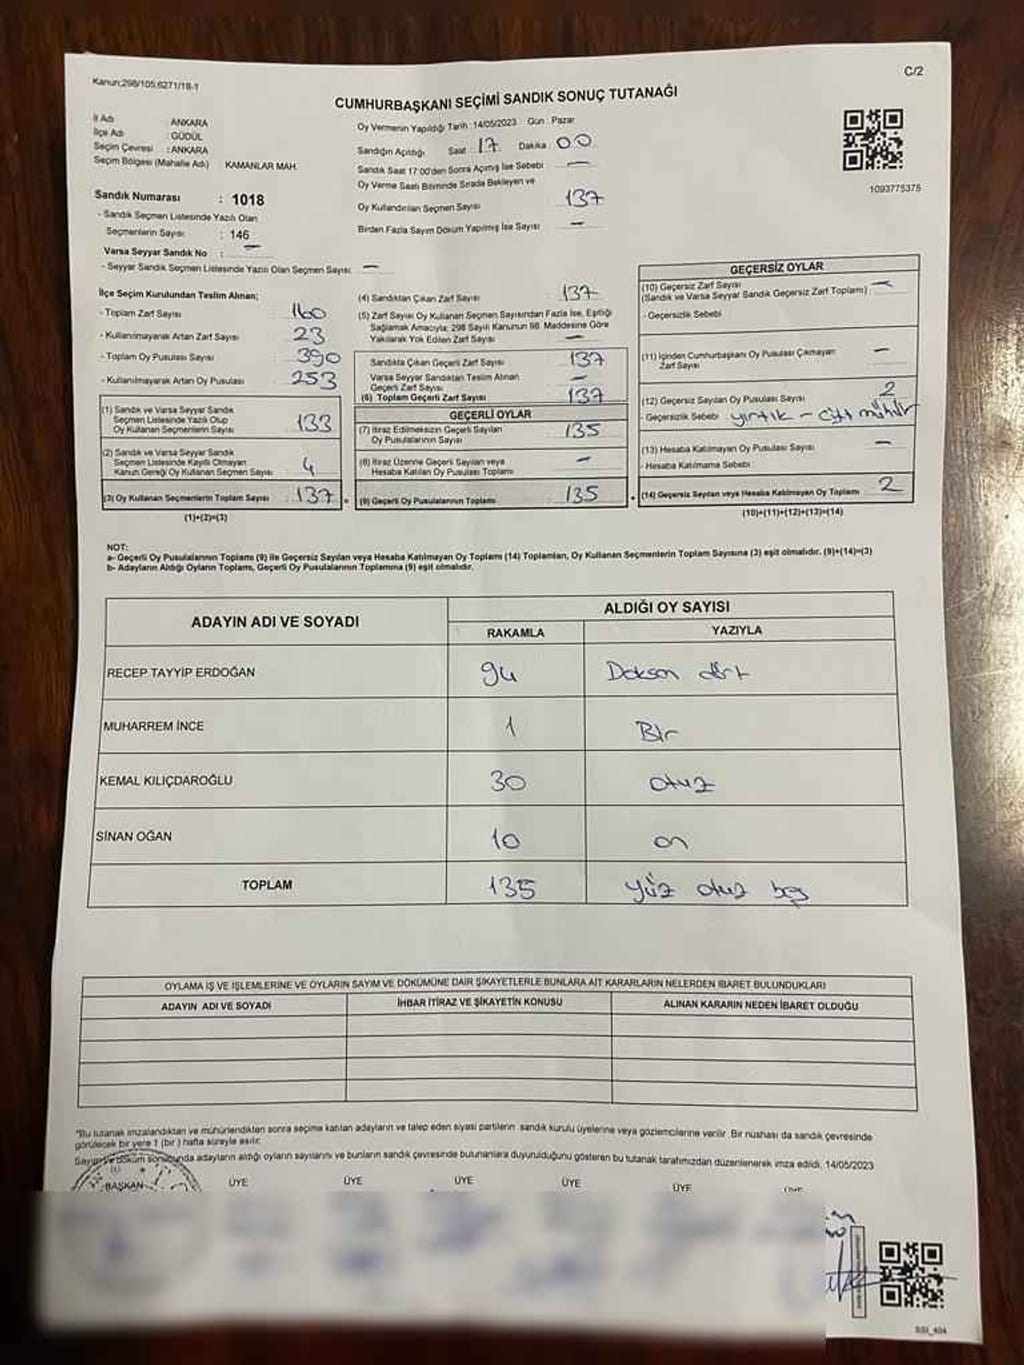 Kanun;298/105;6271/18-1
C/2
CUMHURBAŞKANI SEÇİMİ SANDIK SONUÇ TUTANAĞI
İl Adı : ANKARA
İlçe Adı : GÜDÜL
Seçim Çevresi : ANKARA
Seçim Bölgesi (Mahalle Adı) KAMANLAR MAH.
Sandık Numarası : 1018
- Sandık Seçmen Listesinde Yazılı Olan
Seçmenlerin Sayısı : 146
Varsa Seyyar Sandık No : —
- Seyyar Sandık Seçmen Listesinde Yazılı Olan Seçmen Sayısı: —
Oy Vermenin Yapıldığı Tarih : 14/05/2023 Gün : Pazar
Sandığın Açıldığı Saat : 17 Dakika : 00
Sandık Saat 17:00'den Sonra Açımış İse Sebebi —
Oy Verme Saati Bitiminde Sırada Bekleyen ve
Oy Kullandırılan Seçmen Sayısı 137
Birden Fazla Sayım Döküm Yapılmış İse Sayısı —
1093775375
İlçe Seçim Kurulundan Teslim Alınan;
- Toplam Zarf Sayısı 160
- Kullanılmayarak Artan Zarf Sayısı 23
- Toplam Oy Pusulası Sayısı 390
- Kullanılmayarak Artan Oy Pusulası 253
(1) Sandık ve Varsa Seyyar Sandık
Seçmen Listesinde Yazılı Olup
Oy Kullanan Seçmenlerin Sayısı 133
(2) Sandık ve Varsa Seyyar Sandık
Seçmen Listesinde Kayıtlı Olmayan
Kanun Gereği Oy Kullanan Seçmen Sayısı 4
(3) Oy Kullanan Seçmenlerin Toplam Sayısı 137
(1)+(2)=(3)
(4) Sandıktan Çıkan Zarf Sayısı 137
(5) Zarf Sayısı Oy Kullanan Seçmen Sayısından Fazla İse, Eşitliği
Sağlamak Amacıyla; 298 Sayılı Kanunun 98. Maddesine Göre
Yakılarak Yok Edilen Zarf Sayısı —
Sandıkta Çıkan Geçerli Zarf Sayısı 137
Varsa Seyyar Sandıktan Teslim Alınan
Geçerli Zarf Sayısı —
(6) Toplam Geçerli Zarf Sayısı 137
GEÇERLİ OYLAR
(7) İtiraz Edilmeksizin Geçerli Sayılan
Oy Pusulalarının Sayısı 135
(8) İtiraz Üzerine Geçerli Sayılan veya
Hesaba Katılan Oy Pusulası Toplamı —
(9) Geçerli Oy Pusulalarının Toplamı 135
GEÇERSİZ OYLAR
(10) Geçersiz Zarf Sayısı
(Sandık ve Varsa Seyyar Sandık Geçersiz Zarf Toplamı) —
- Geçersizlik Sebebi
(11) İçinden Cumhurbaşkanı Oy Pusulası Çıkmayan
Zarf Sayısı —
(12) Geçersiz Sayılan Oy Pusulası Sayısı 2
- Geçersizlik Sebebi yırtık - çift mühür
(13) Hesaba Katılmayan Oy Pusulası Sayısı —
- Hesaba Katılmama Sebebi
(14) Geçersiz Sayılan veya Hesaba Katılmayan Oy Toplamı 2
(10)+(11)+(12)+(13)=(14)
NOT:
a- Geçerli Oy Pusulalarının Toplamı (9) ile Geçersiz Sayılan veya Hesaba Katılmayan Oy Toplamı (14) Toplamları, Oy Kullanan Seçmenlerin Toplam Sayısına (3) eşit olmalıdır. (9)+(14)=(3)
b- Adayların Aldığı Oyların Toplamı, Geçerli Oy Pusulalarının Toplamına (9) eşit olmalıdır.
ADAYIN ADI VE SOYADI ALDIĞI OY SAYISI
RAKAMLA YAZIYLA
RECEP TAYYİP ERDOĞAN 94 Doksan dört
MUHARREM İNCE 1 Bir
KEMAL KILIÇDAROĞLU 30 otuz
SİNAN OĞAN 10 on
TOPLAM 135 yüz otuz beş
OYLAMA İŞ VE İŞLEMLERİNE VE OYLARIN SAYIM VE DÖKÜMÜNE DAİR ŞİKAYETLERLE BUNLARA AİT KARARLARIN NELERDEN İBARET BULUNDUKLARI
ADAYIN ADI VE SOYADI İHBAR İTİRAZ VE ŞİKAYETİN KONUSU ALINAN KARARIN NEDEN İBARET OLDUĞU
*Bu tutanak imzalandıktan ve mühürlendikten sonra seçime katılan adayların ve talep eden siyasi partilerin sandık kurulu üyelerine veya gözlemcilerine verilir. Bir nüshası da sandık çevresinde
görülecek bir yere 1 (bir) hafta süreyle asılır.
Sayım ve döküm sonucunda adayların aldığı oyların sayılarını ve bunların sandık çevresinde bulunanlara duyurulduğunu gösteren bu tutanak tarafımızdan düzenlenerek imza edildi. 14/05/2023
BAŞKAN ÜYE ÜYE ÜYE ÜYE ÜYE ÜYE